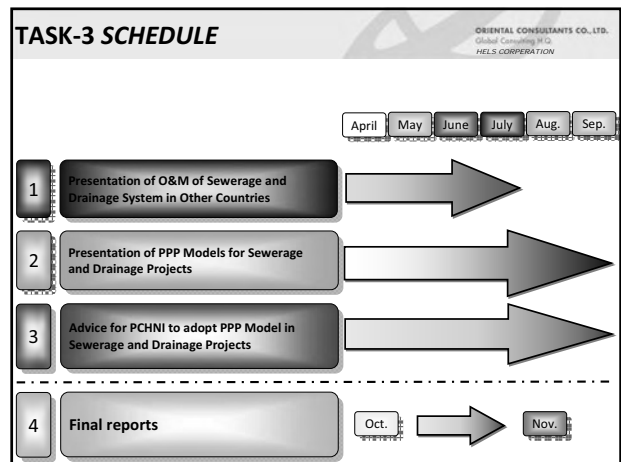 TASK-3 SCHEDULE
ORIENTAL CONSULTANTS CO., LTD.
Global Consulting H.Q.
HELS CORPERATION
April May June July Aug. Sep.
1
Presentation of O&M of Sewerage and
Drainage System in Other Countries
2
Presentation of PPP Models for Sewerage
and Drainage Projects
3
Advice for PCHNI to adopt PPP Model in
Sewerage and Drainage Projects
4
Final reports
Oct.
Nov.